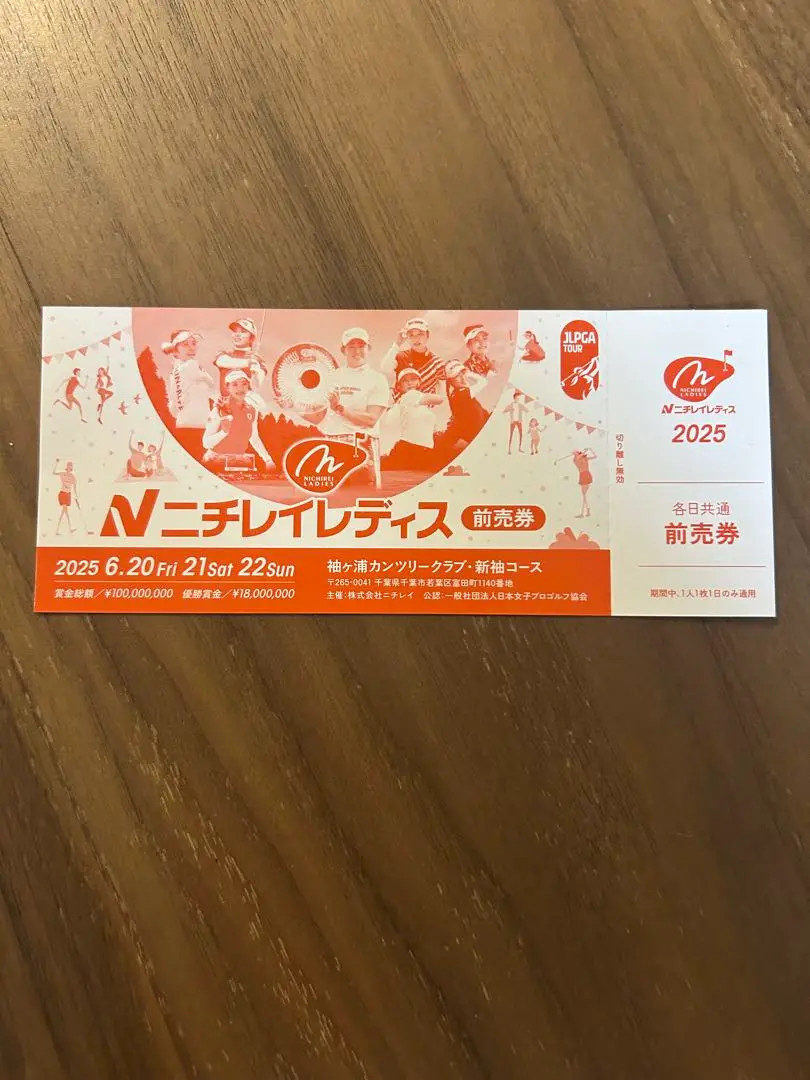 JLPGA
TOUR
NICHIREI
LADIES
ニチレイレディス 前売券
2025 6.20 Fri 21 Sat 22 Sun
賞金総額/¥100,000,000 優勝賞金/¥18,000,000
袖ヶ浦カンツリークラブ・新袖コース
〒265-0041 千葉県千葉市若葉区富田町1140番地
主催:株式会社ニチレイ 公認:一般社団法人日本女子プロゴルフ協会
切り離し無効
NICHIREI
LADIES
ニチレイレディス
2025
各日共通
前売券
期間中、1人1枚1日のみ通用